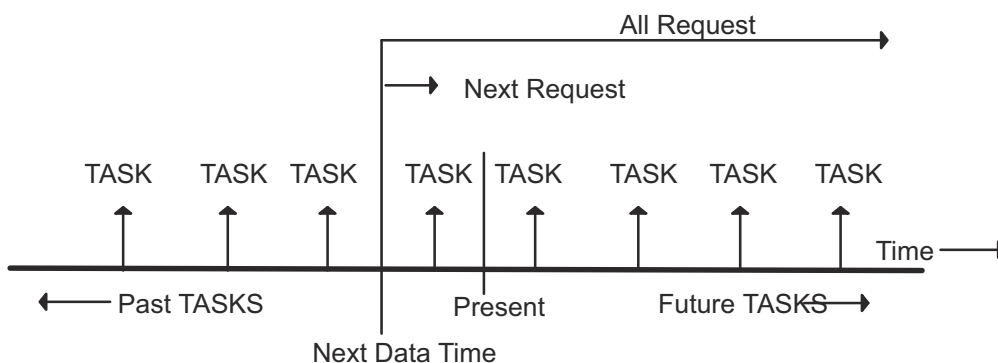 All Request
Next Request
TASK TASK TASK TASK TASK TASK TASK TASK
Time
Past TASKS Present Future TASKS
Next Data Time